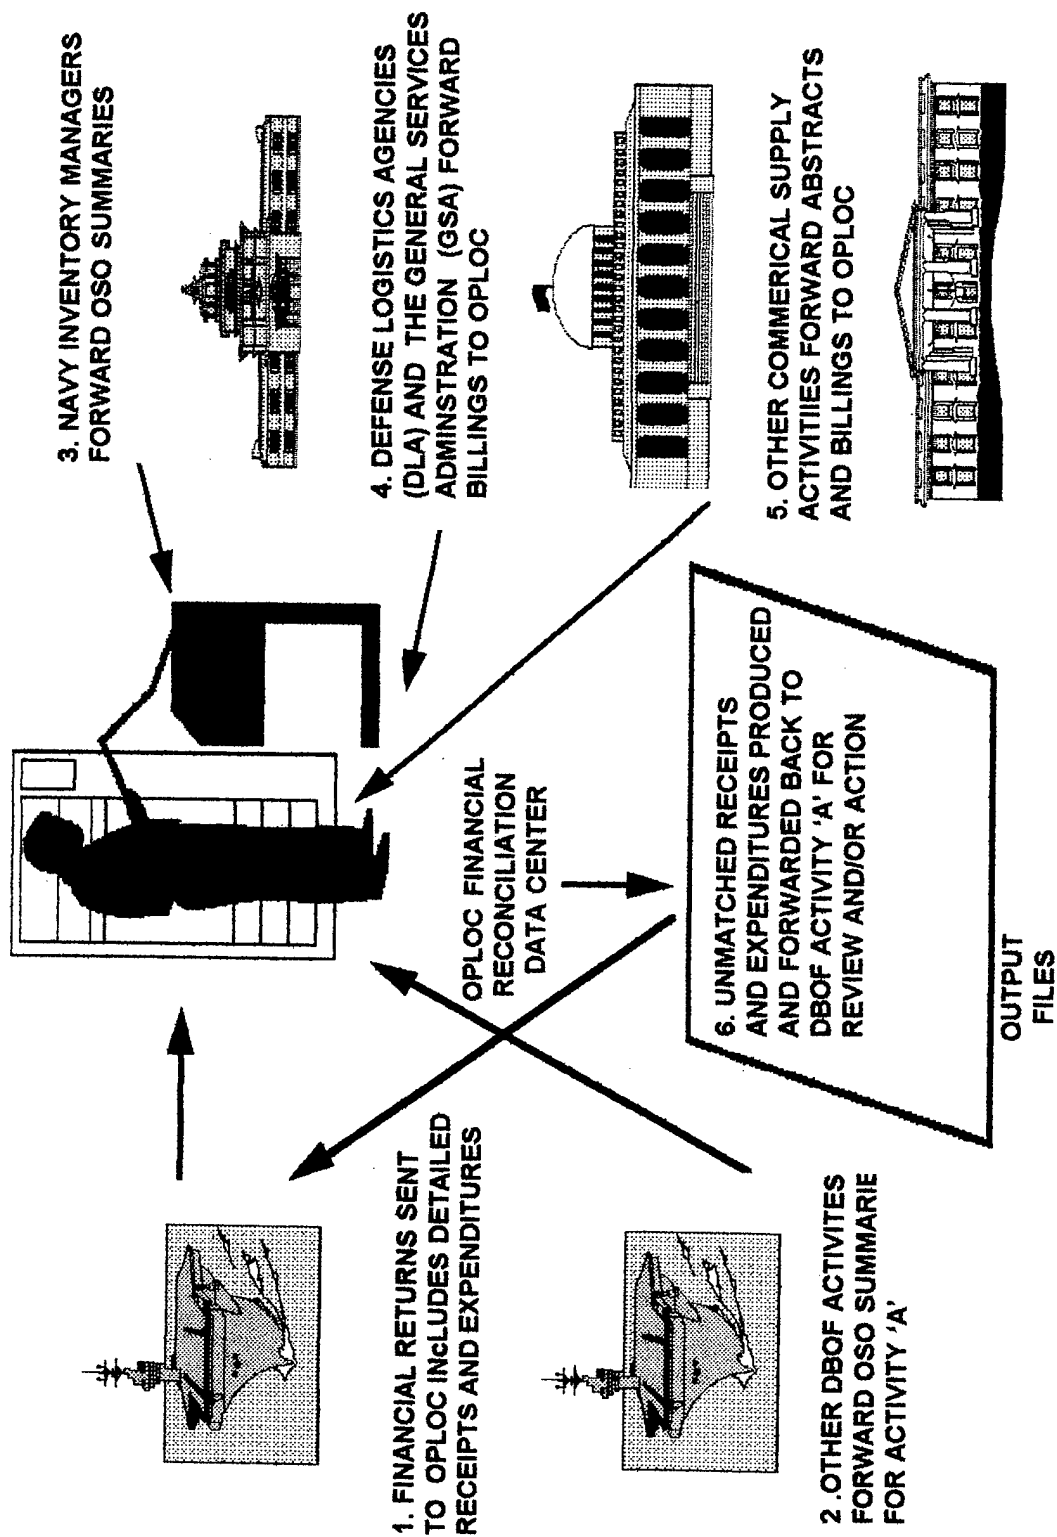 1. FINANCIAL RETURNS SENT
TO OPLOC INcLUDES DETAILED
RECEIPTS AND EXPENDITURES
2 .OTHER DBOF ACTIVITES
FORWARD OSO SUMMARIE
FOR ACTIVITY ‘A’
OPLOC FINANCIAL
RECONCILIATION
DATA CENTER
3. NAVY INVENTORY MANAGERS
FORWARD OSO SUMMARIES
4. DEFENSE LOGISTICS AGENCIES
(DLA) AND THE GENERAL SERVICES
ADMINSTRATION (GSA) FORWARD
BILLINGS TO OPLOC
5. OTHER COMMERICAL SUPPLY
ACTIVITIES FORWARD ABSTRACTS
AND BILLINGS TO OPLOC
6. UNMATCHED RECEIPTS
AND EXPENDITURES PRODUCED
AND FORWARDED BACK TO
DBOF ACTIVITY ‘A’ FOR
REVIEW AND/OR ACTION
OUTPUT
FILES